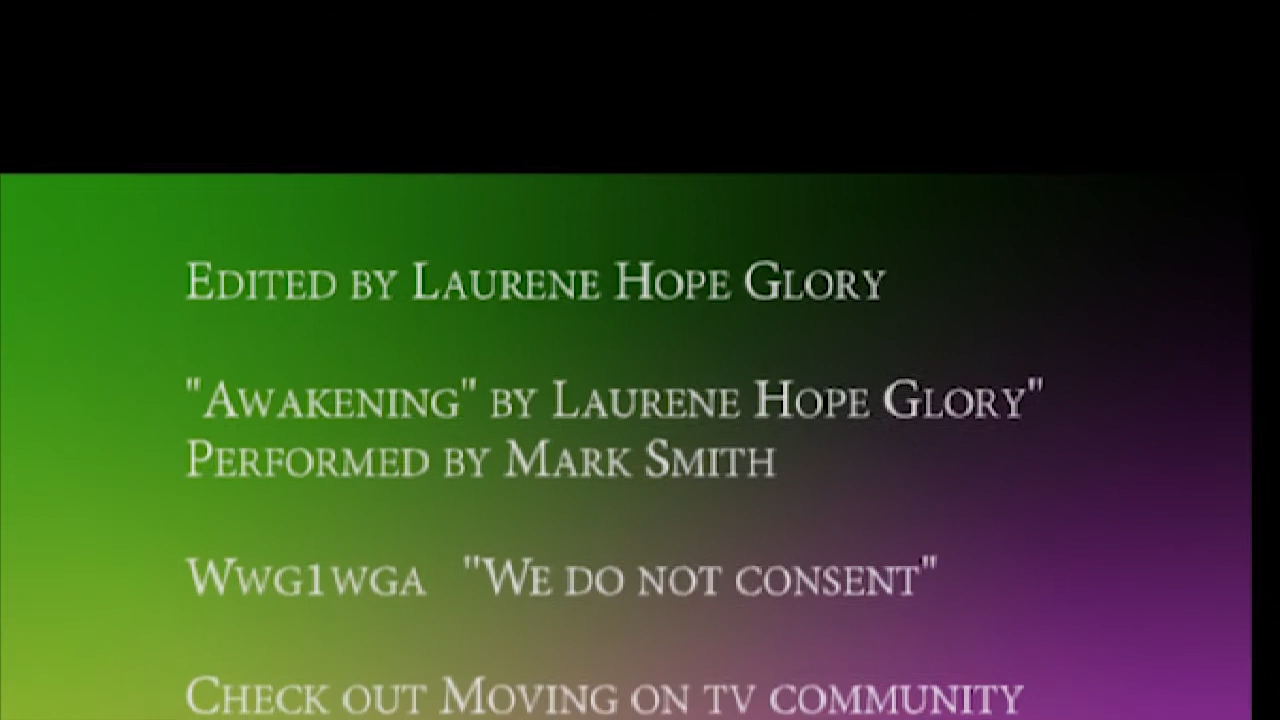 Edited by Laurene Hope Glory
"Awakening" by Laurene Hope Glory"
Performed by Mark Smith
Wwg1wga "We do not consent"
Check out Moving on tv community